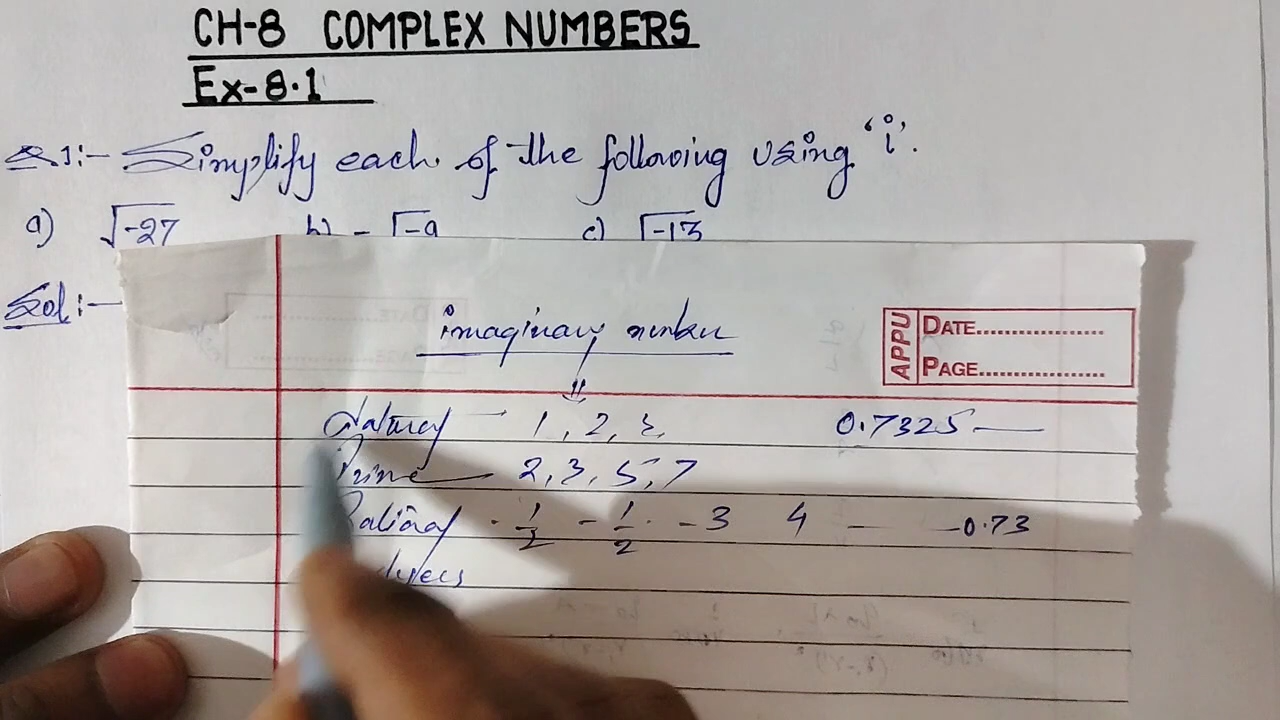 CH-8 COMPLEX NUMBERS
Ex-8.1
Q.1:- Simplify each of the following using 'i'.
a) √-27 b) - √-9 c) √-13
Sol:-
imaginary number
APPU
DATE
PAGE
Natural - 1, 2, 3, 0.7325 —
Prime - 2, 3, 5, 7
Rational - 1/2 - 1/2 - -3 4 — -0.73